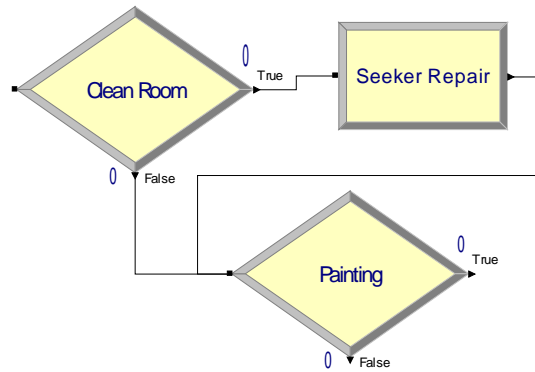 0
True
Clean Room
Seeker Repair
0
False
0
True
Painting
0
False